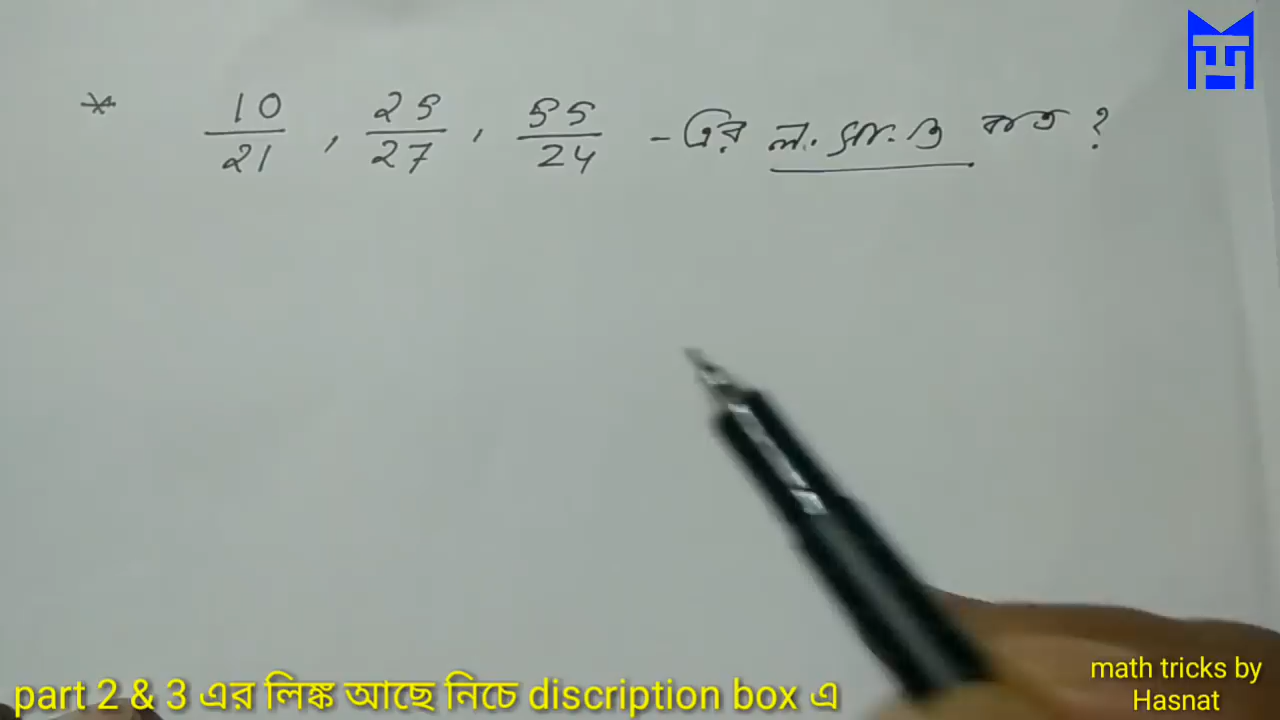 * 10/21 , 25/27 , 55/24 - এর ল. সা. গু কত ?
part 2 & 3 এর লিঙ্ক আছে নিচে discription box এ
math tricks by
Hasnat